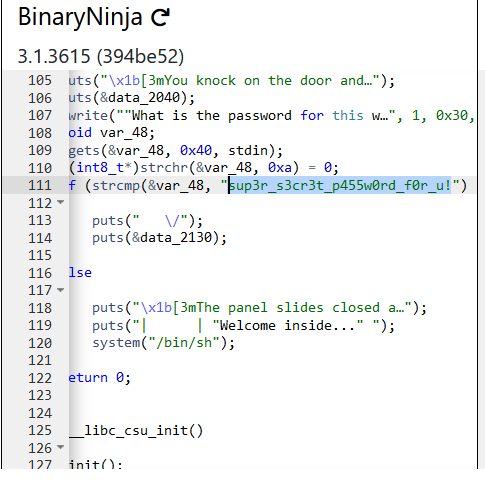 BinaryNinja
3.1.3615 (394be52)
105 uts("\x1b[3mYou knock on the door and…");
106 uts(&data_2040);
107 write(""What is the password for this w…", 1, 0x30,
108 oid var_48;
109 gets(&var_48, 0x40, stdin);
110 (int8_t*)strchr(&var_48, 0xa) = 0;
111 f (strcmp(&var_48, "sup3r_s3cr3t_p455w0rd_f0r_u!")
112
113 puts("   \/");
114 puts(&data_2130);
115
116 lse
117
118 puts("\x1b[3mThe panel slides closed a…");
119 puts("|      | "Welcome inside..." ");
120 system("/bin/sh");
121
122 eturn 0;
123
124
125 __libc_csu_init()
126
127 init();